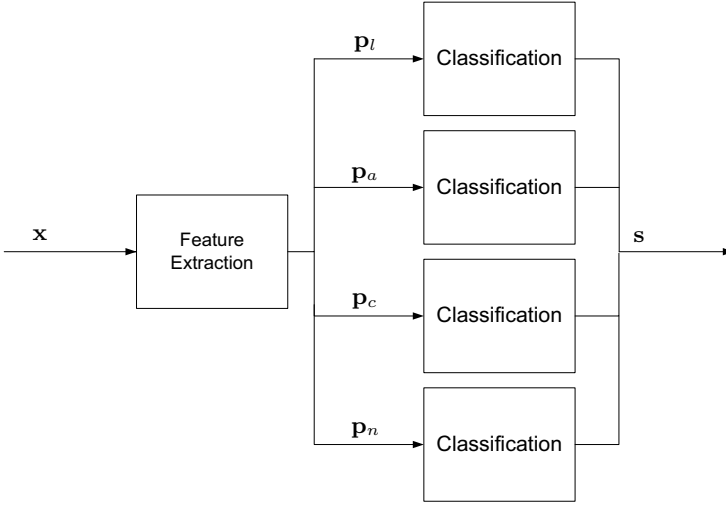 x
Feature
Extraction
p_l
Classification
p_a
Classification
p_c
Classification
p_n
Classification
s